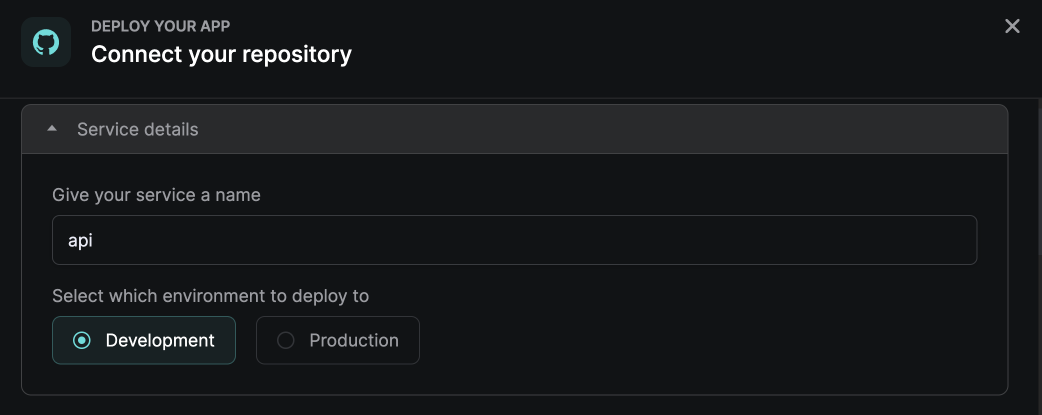 DEPLOY YOUR APP
Connect your repository
Service details
Give your service a name
api
Select which environment to deploy to
Development Production